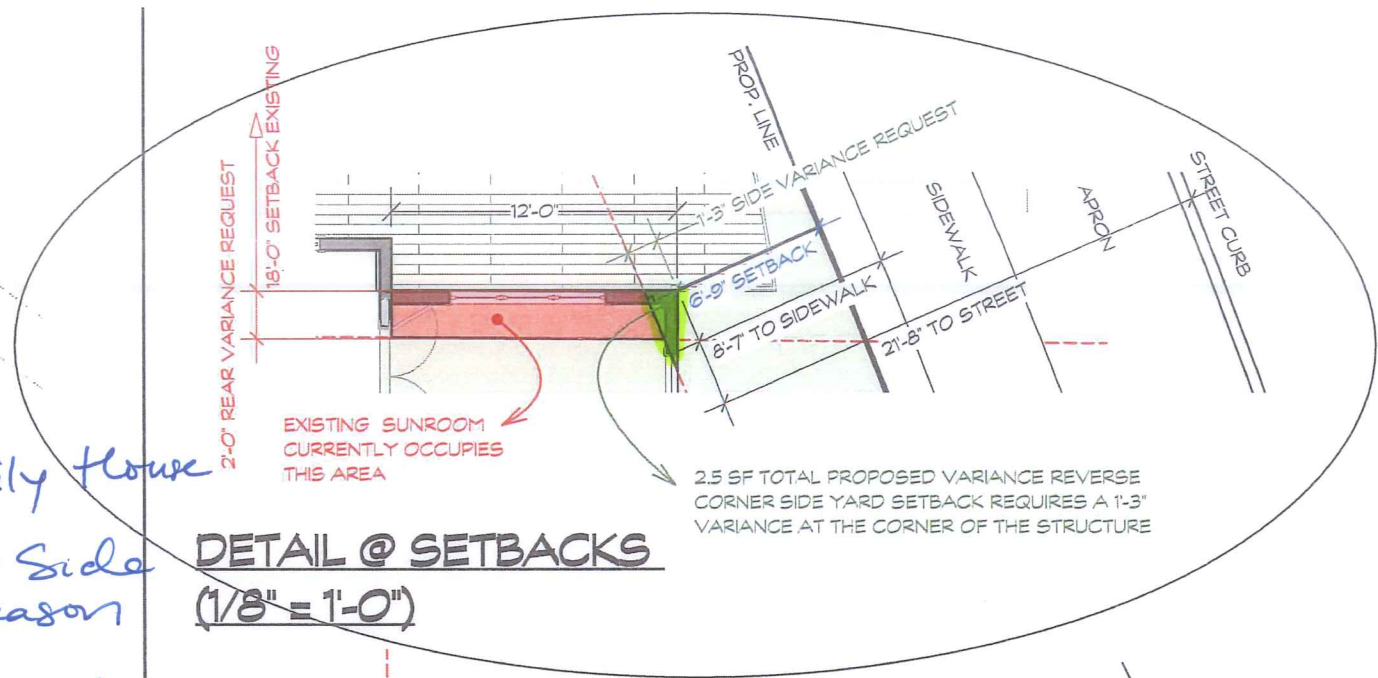 2'-0" REAR VARIANCE REQUEST
18'-0" SETBACK EXISTING
12'-0"
PROP. LINE
1'-3" SIDE VARIANCE REQUEST
6'-9" SETBACK
8'-7" TO SIDEWALK
21'-8" TO STREET
SIDEWALK
APRON
STREET CURB
EXISTING SUNROOM
CURRENTLY OCCUPIES
THIS AREA
2.5 SF TOTAL PROPOSED VARIANCE REVERSE
CORNER SIDE YARD SETBACK REQUIRES A 1'-3"
VARIANCE AT THE CORNER OF THE STRUCTURE
House
Side
DETAIL @ SETBACKS
(1/8" = 1'-0")